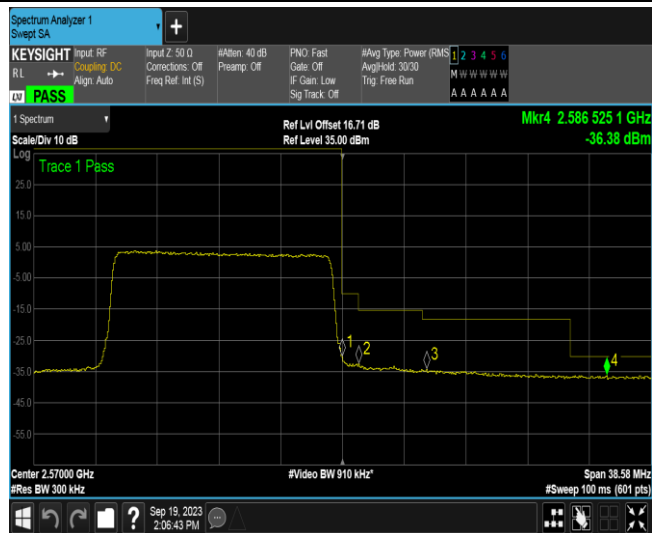 Spectrum Analyzer 1
Swept SA
+
KEYSIGHT Input: RF Input Z: 50 Ω #Atten: 40 dB PNO: Fast #Avg Type: Power (RMS 1 2 3 4 5 6
RL Coupling: DC Corrections: Off Preamp: Off Gate: Off Avg|Hold: 30/30 M W W W W W
Align: Auto Freq Ref: Int (S) IF Gain: Low Trig: Free Run
LXI PASS Sig Track: Off A A A A A A
1 Spectrum Ref Lvl Offset 16.71 dB Mkr4 2.586 525 1 GHz
Scale/Div 10 dB Ref Level 35.00 dBm -36.38 dBm
Log
Trace 1 Pass
25.0
15.0
5.00
-5.00
-15.0
-25.0
1
2
3
4
-35.0
-45.0
-55.0
Center 2.57000 GHz #Video BW 910 kHz* Span 38.58 MHz
#Res BW 300 kHz #Sweep 100 ms (601 pts)
? Sep 19, 2023
2:06:43 PM